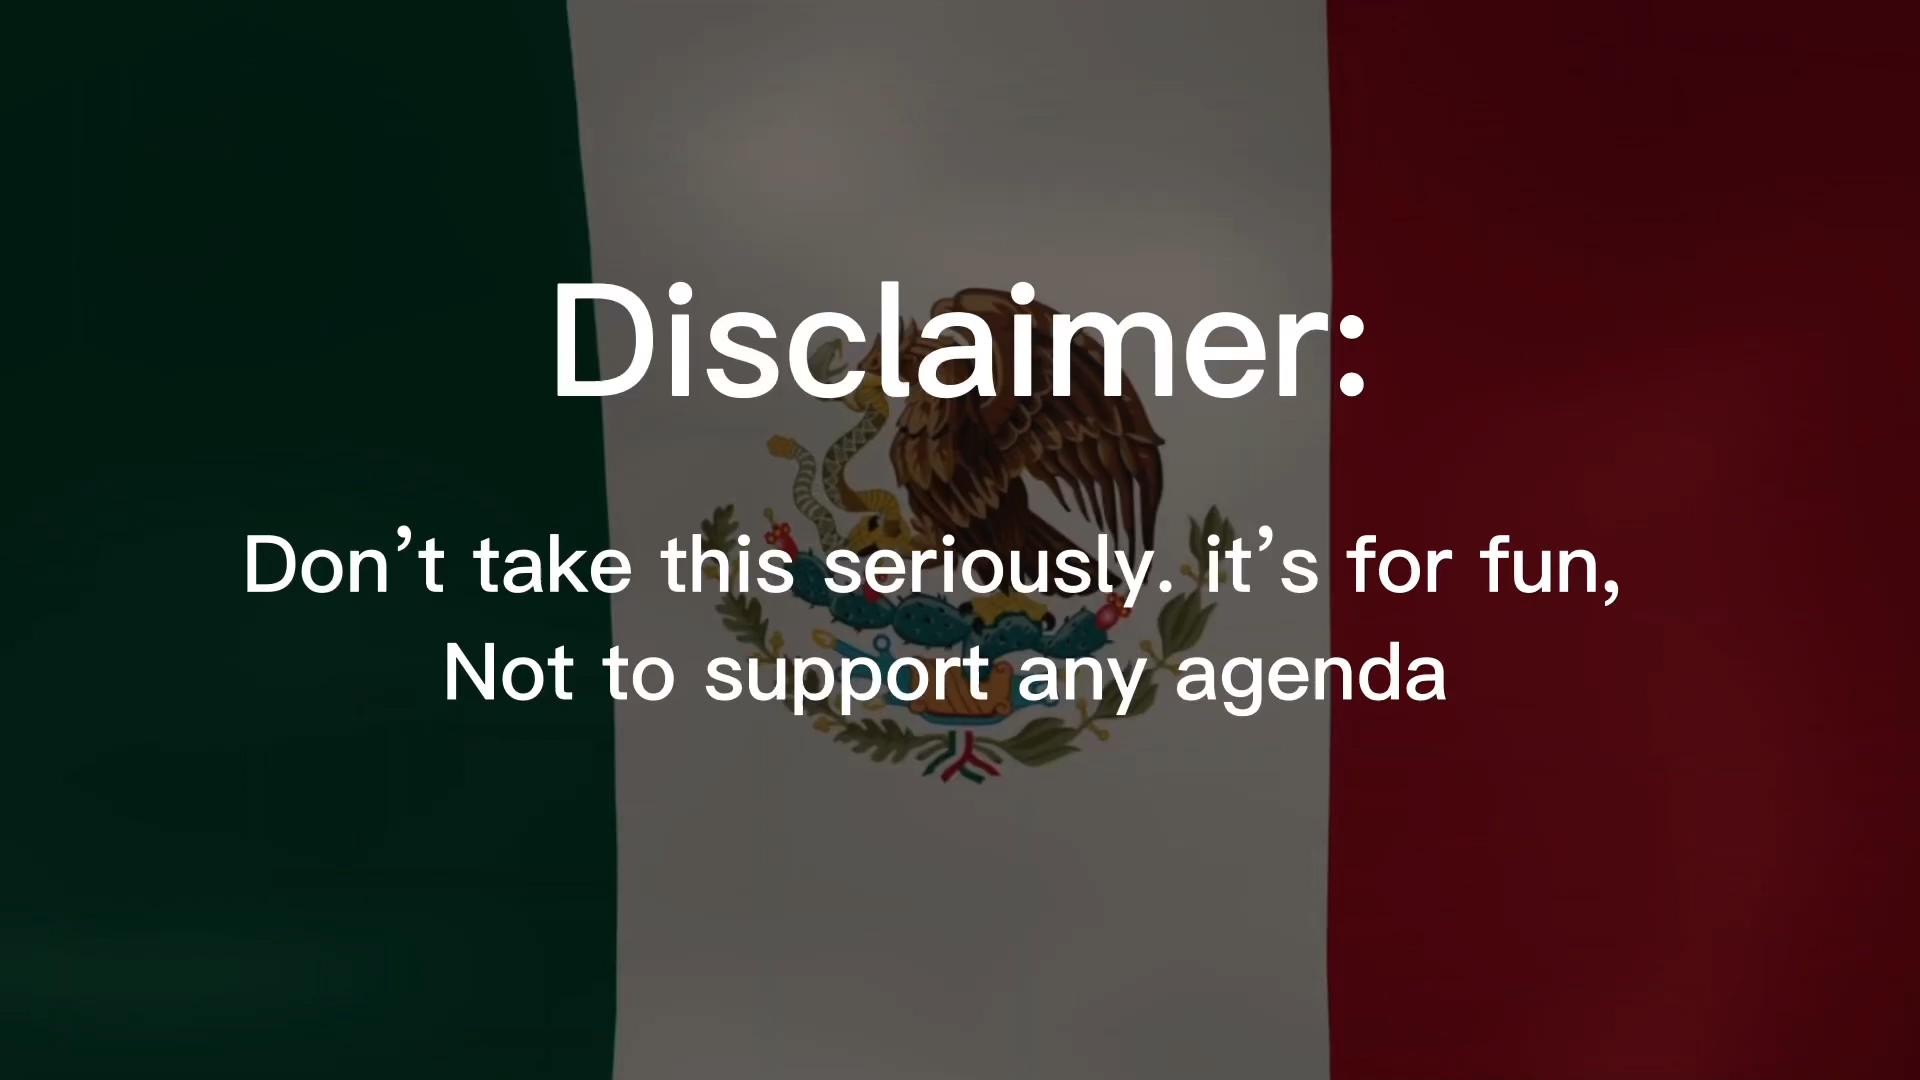 Disclaimer:
Don’t take this seriously. it’s for fun,
Not to support any agenda